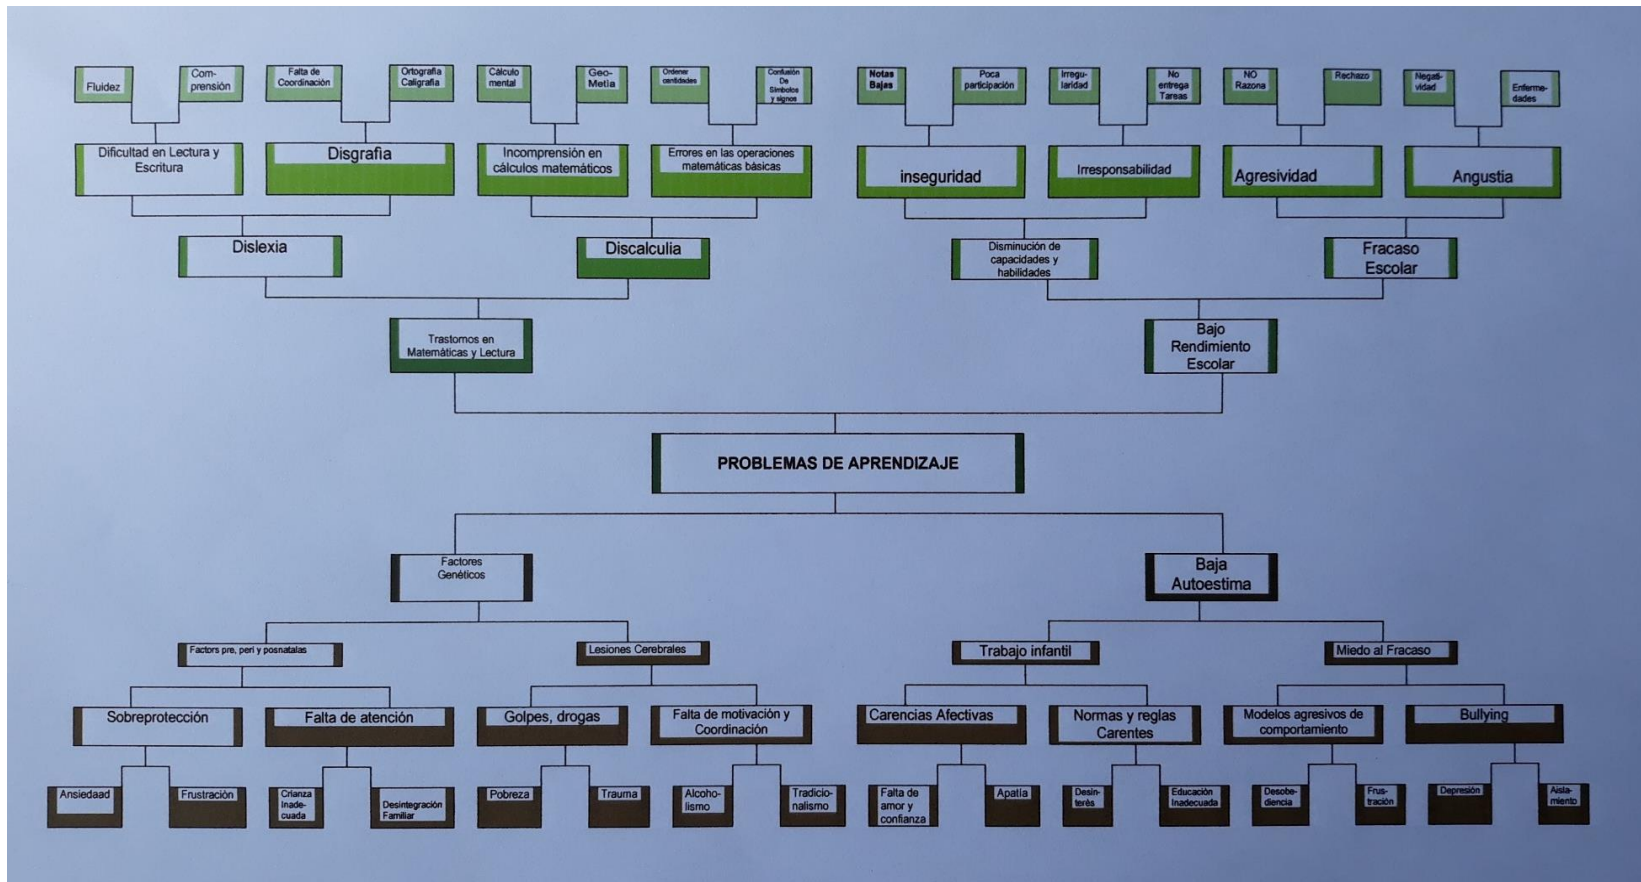 Fluidez
Com-
prensión
Falta de
Coordinación
Ortografia
Caligrafia
Cálculo
mental
Geo-
Metia
Ordenar
cantidades
Confusión
De
Símbolos
y signos
Notas
Bajas
Poca
participación
Irregu-
laridad
No
entrega
Tareas
NO
Razona
Rechazo
Negati-
vidad
Enferme-
dades
Dificultad en Lectura y
Escritura
Disgrafia
Incomprensión en
cálculos matemáticos
Errores en las operaciones
matemáticas básicas
inseguridad
Irresponsabilidad
Agresividad
Angustia
Dislexia
Discalculia
Disminución de
capacidades y
habilidades
Fracaso
Escolar
Trastornos en
Matemáticas y Lectura
Bajo
Rendimiento
Escolar
PROBLEMAS DE APRENDIZAJE
Factores
Genéticos
Baja
Autoestima
Factors pre, peri y posnatalas
Lesiones Cerebrales
Trabajo infantil
Miedo al Fracaso
Sobreprotección
Falta de atención
Golpes, drogas
Falta de motivación y
Coordinación
Carencias Afectivas
Normas y reglas
Carentes
Modelos agresivos de
comportamiento
Bullying
Ansiedaad
Frustración
Crianza
Inade-
cuada
Desintegración
Familiar
Pobreza
Trauma
Alcoho-
lismo
Tradicio-
nalismo
Falta de
amor y
confianza
Apatía
Desin-
terés
Educación
Inadecuada
Desobe-
diencia
Frus-
tración
Depresión
Aisla-
miento